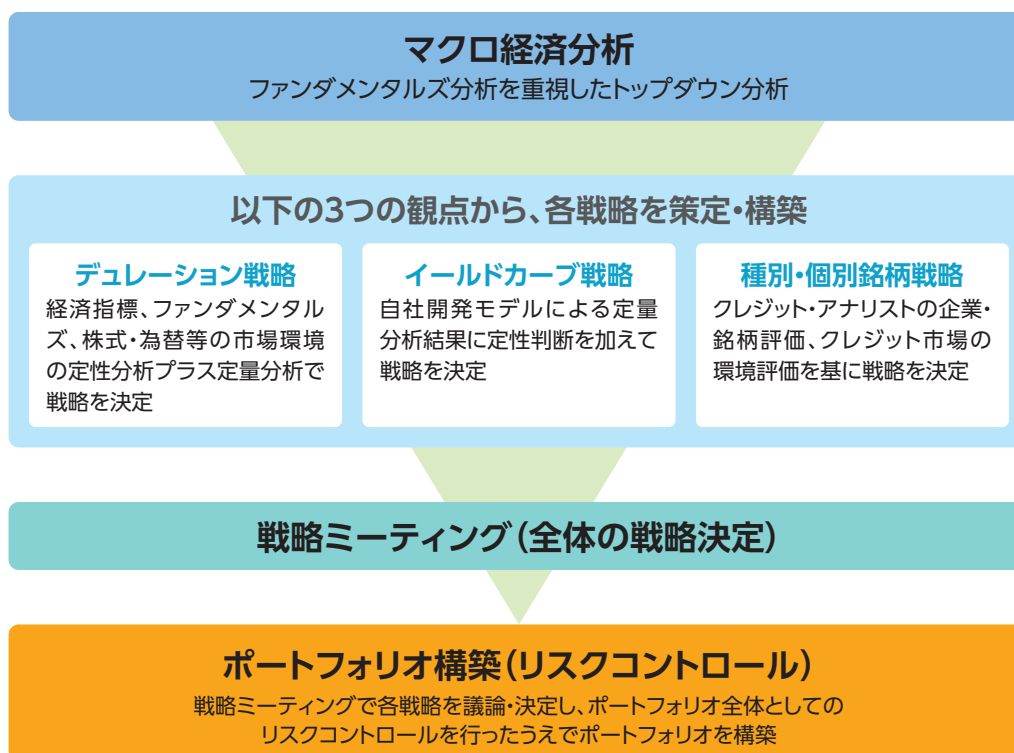 マクロ経済分析
ファンダメンタルズ分析を重視したトップダウン分析
以下の3つの観点から、各戦略を策定・構築
デュレーション戦略
経済指標、ファンダメンタル
ズ、株式・為替等の市場環境
の定性分析プラス定量分析で
戦略を決定
イールドカーブ戦略
自社開発モデルによる定量
分析結果に定性判断を加えて
戦略を決定
種別・個別銘柄戦略
クレジット・アナリストの企業・
銘柄評価、クレジット市場の
環境評価を基に戦略を決定
戦略ミーティング(全体の戦略決定)
ポートフォリオ構築(リスクコントロール)
戦略ミーティングで各戦略を議論・決定し、ポートフォリオ全体としての
リスクコントロールを行ったうえでポートフォリオを構築